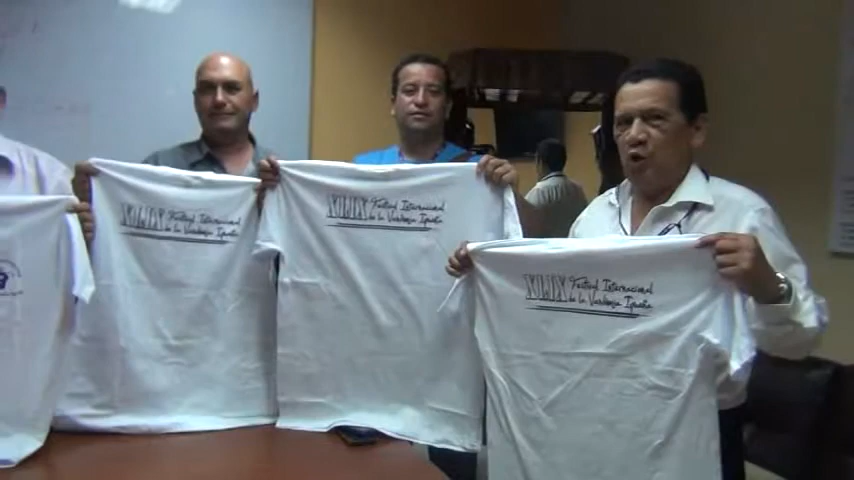 XLIX Festival Internacional
de la Vendimia Iqueña
XLIX Festival Internacional
de la Vendimia Iqueña
XLIX Festival Internacional
de la Vendimia Iqueña